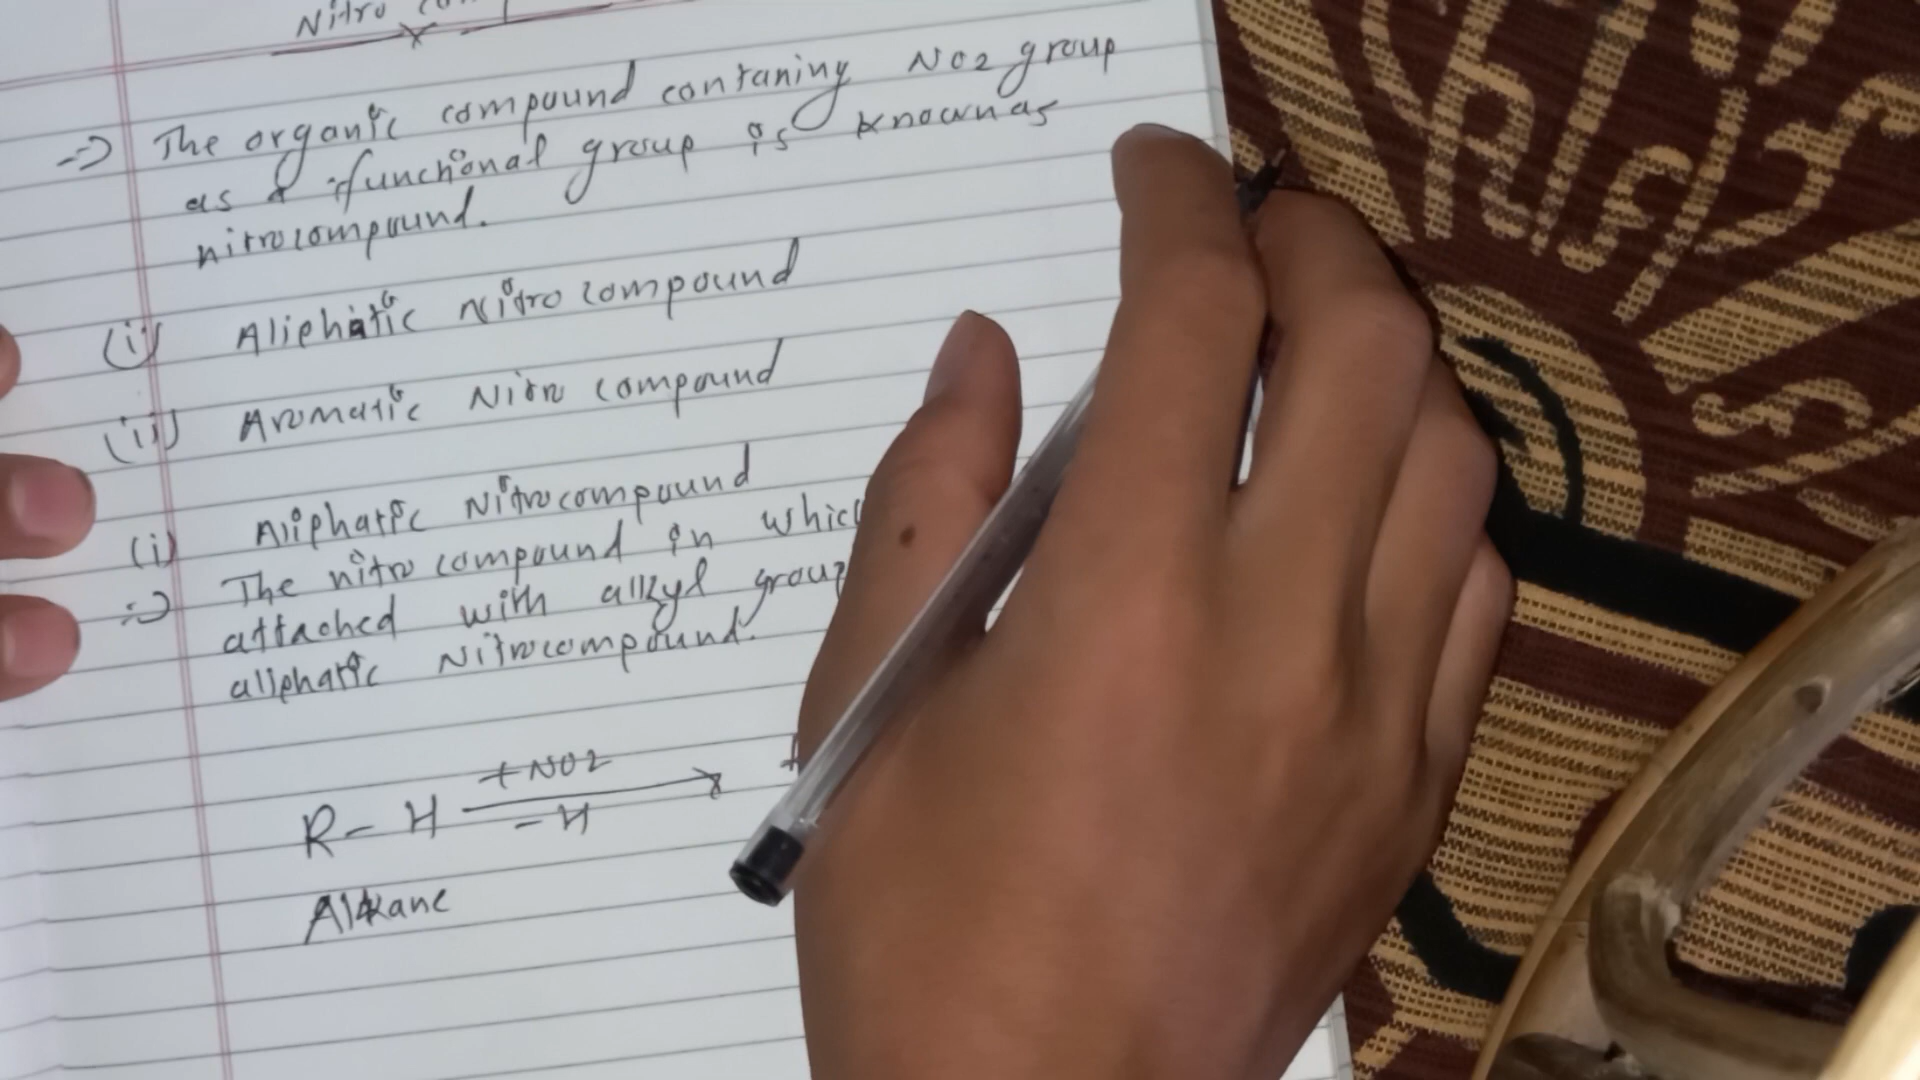 Nitro
=> The organic compound contaning NO2 group
as a functional group is known as
nitrocompound.
(i) Aliphatic Nitro compound
(ii) Aromatic Nitro compound
(i) Aliphatic Nitrocompound
=> The nitro compound in which
attached with alkyl group
aliphatic Nitrocompound.
+NO2
R - H
-H
Alkane